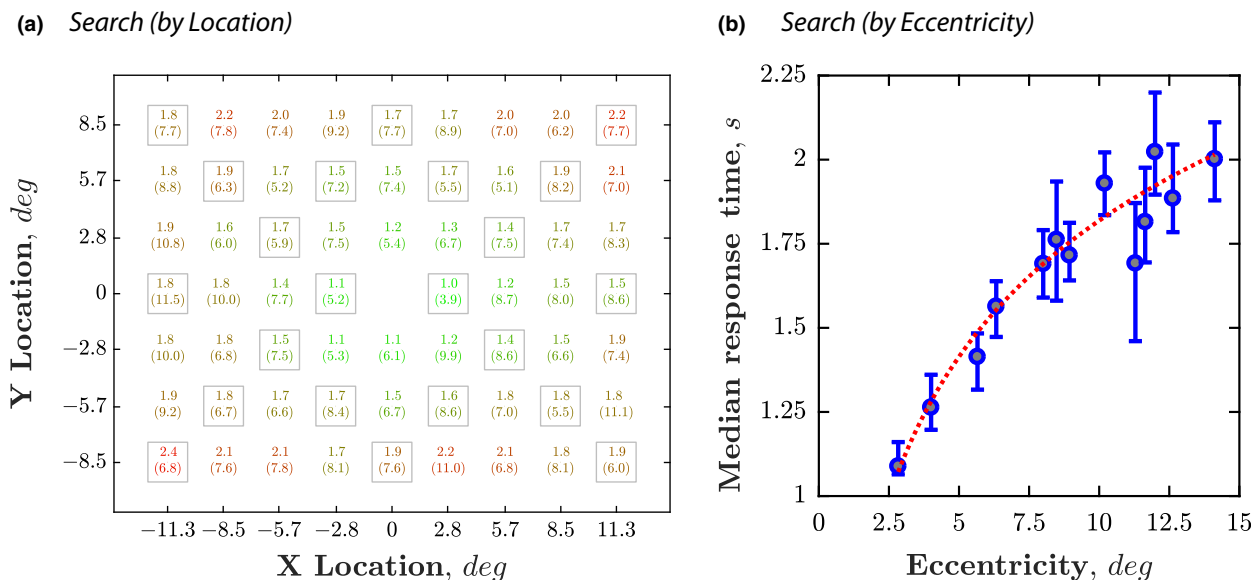 (a) Search (by Location)
8.5 1.8 2.2 2.0 1.9 1.7 1.7 2.0 2.0 2.2
(7.7) (7.8) (7.4) (9.2) (7.7) (8.9) (7.0) (6.2) (7.7)
5.7 1.8 1.9 1.7 1.5 1.5 1.7 1.6 1.9 2.1
(8.8) (6.3) (5.2) (7.2) (7.4) (5.5) (5.1) (8.2) (7.0)
2.8 1.9 1.6 1.7 1.5 1.2 1.3 1.4 1.7 1.7
(10.8) (6.0) (5.9) (7.5) (5.4) (6.7) (7.5) (7.4) (8.3)
0 1.8 1.8 1.4 1.1 1.0 1.2 1.5 1.5
(11.5) (10.0) (7.7) (5.2) (3.9) (8.7) (8.0) (8.6)
−2.8 1.8 1.8 1.5 1.1 1.1 1.2 1.4 1.5 1.9
(10.0) (6.8) (7.5) (5.3) (6.1) (9.9) (8.6) (6.6) (7.4)
−5.7 1.9 1.8 1.7 1.7 1.5 1.6 1.8 1.8 1.8
(9.2) (6.7) (6.6) (8.4) (6.7) (8.6) (7.0) (5.5) (11.1)
−8.5 2.4 2.1 2.1 1.7 1.9 2.2 2.1 1.8 1.9
(6.8) (7.6) (7.8) (8.1) (7.6) (11.0) (6.8) (8.1) (6.0)
−11.3 −8.5 −5.7 −2.8 0 2.8 5.7 8.5 11.3
X Location, deg
Y Location, deg
(b) Search (by Eccentricity)
2.25
2
1.75
1.5
1.25
1
0 2.5 5 7.5 10 12.5 15
Eccentricity, deg
Median response time, s